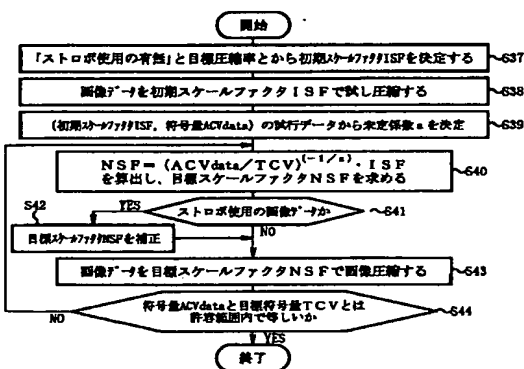 開始
「ストロボ使用の有無」と目標圧縮率とから初期スケールファクタISFを決定する
S37
画像データを初期スケールファクタISFで試し圧縮する
S38
(初期スケールファクタISF, 符号量ACVdata) の試行データから未定係数aを決定
S39
NSF=(ACVdata/TCV)^(-1/a)・ISF
を算出し、目標スケールファクタNSFを求める
S40
S42
YES
ストロボ使用の画像データか
S41
目標スケールファクタNSFを補正
NO
画像データを目標スケールファクタNSFで画像圧縮する
S43
符号量ACVdataと目標符号量TCVとは
許容範囲内で等しいか
S44
NO
YES
終了